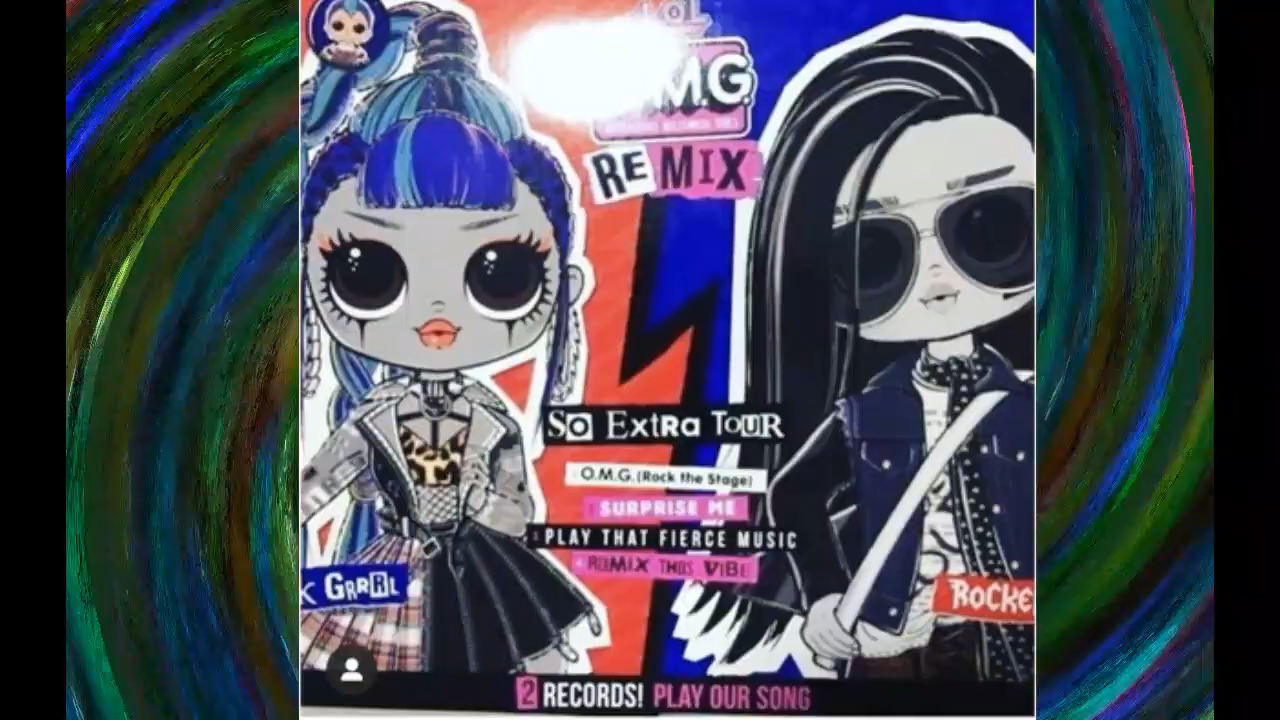 LOL
.M.G.
REMIX
SO EXTRA TOUR
O.M.G. (Rock the Stage)
SURPRISE ME
PLAY THAT FIERCE MUSIC
REMIX THIS VIBE
K GRRRL
ROCKE
2 RECORDS! PLAY OUR SONG